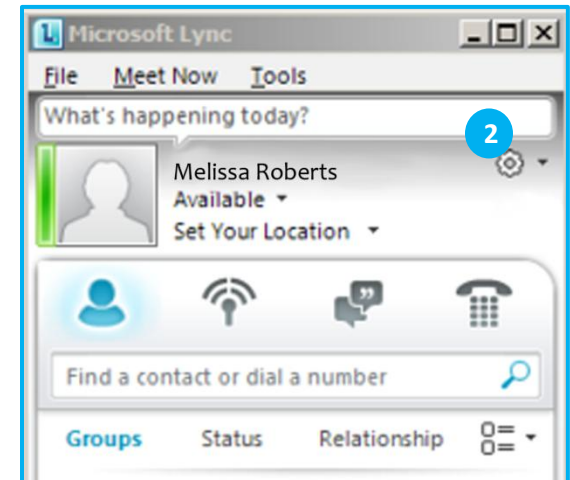 Microsoft Lync
File Meet Now Tools
What's happening today?
2
Melissa Roberts
Available
Set Your Location
Find a contact or dial a number
Groups Status Relationship